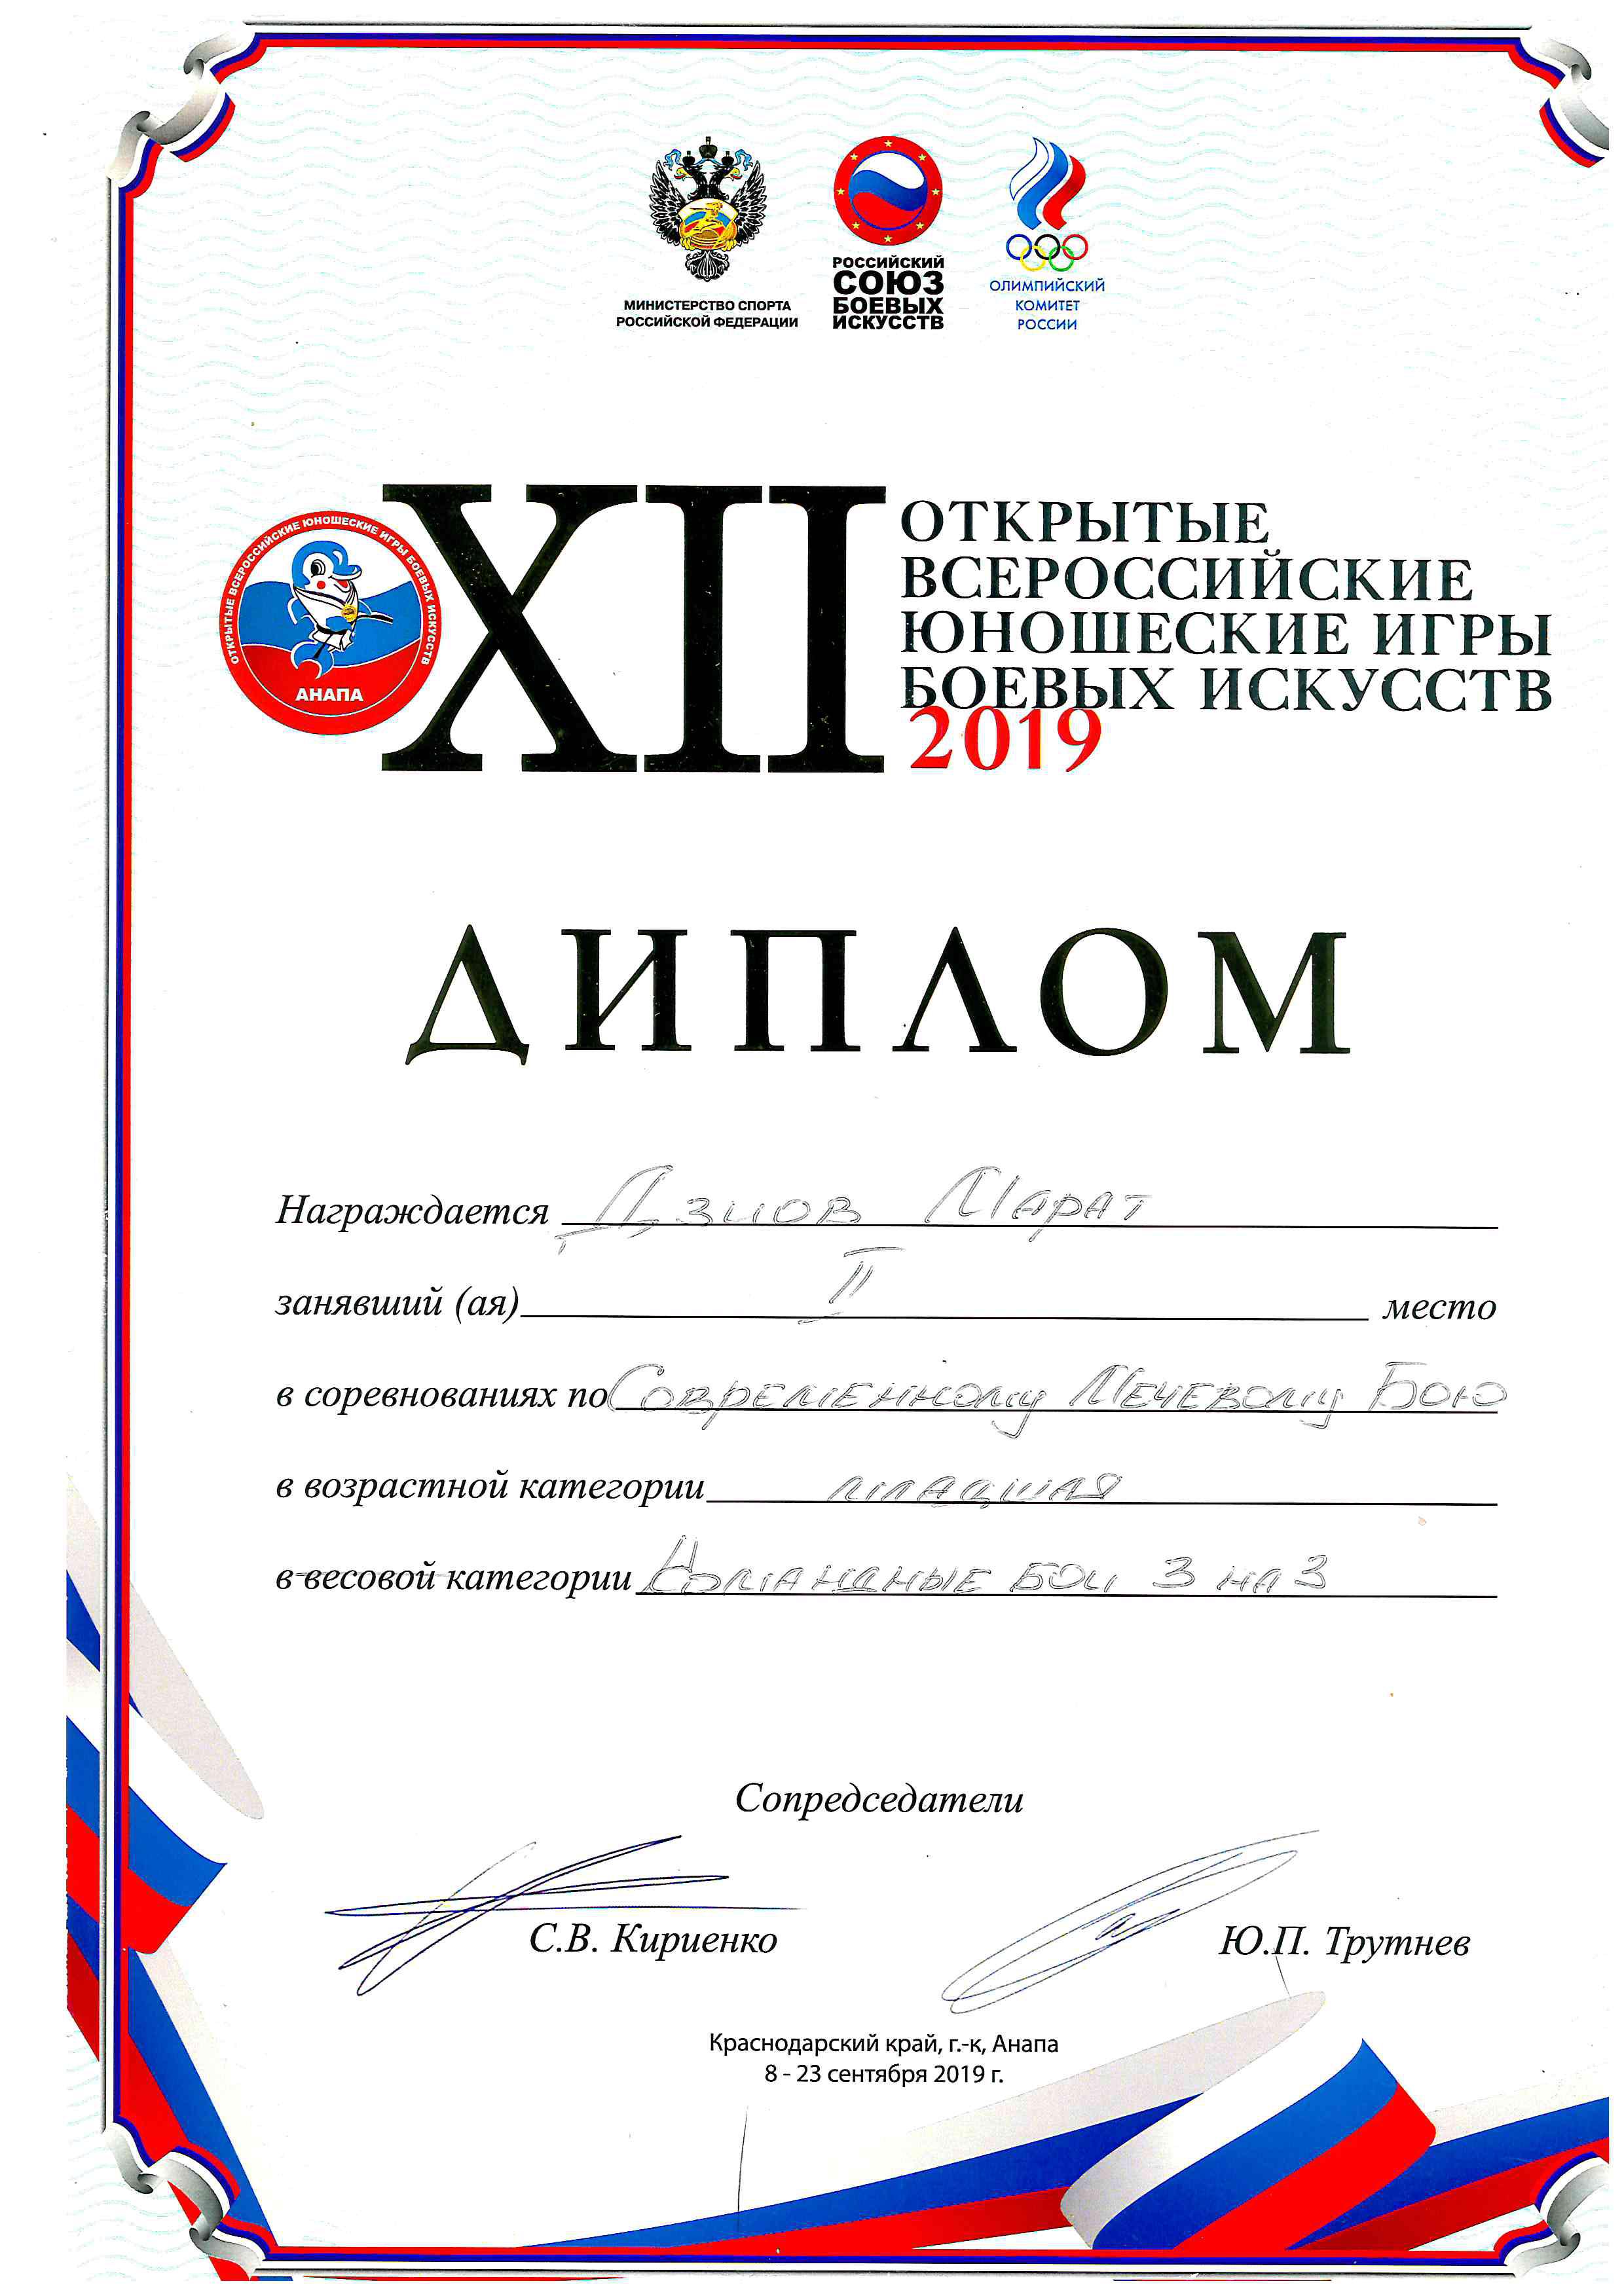 МИНИСТЕРСТВО СПОРТА
РОССИЙСКОЙ ФЕДЕРАЦИИ
РОССИЙСКИЙ
СОЮЗ
БОЕВЫХ
ИСКУССТВ
ОЛИМПИЙСКИЙ
КОМИТЕТ
РОССИИ
ОТКРЫТЫЕ ВСЕРОССИЙСКИЕ ЮНОШЕСКИЕ ИГРЫ БОЕВЫХ ИСКУССТВ
АНАПА
XII
ОТКРЫТЫЕ
ВСЕРОССИЙСКИЕ
ЮНОШЕСКИЕ ИГРЫ
БОЕВЫХ ИСКУССТВ
2019
ДИПЛОМ
Награждается Дзиов Марат
занявший (ая) II место
в соревнованиях по Современному Мечевому Бою
в возрастной категории младшая
в весовой категории Командные бои 3 на 3
Сопредседатели
С.В. Кириенко Ю.П. Трутнев
Краснодарский край, г.-к, Анапа
8 - 23 сентября 2019 г.